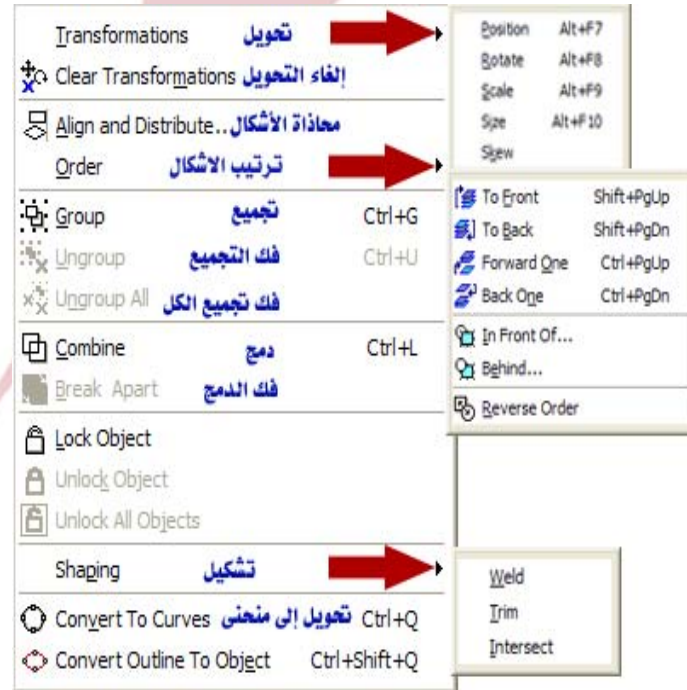 Transformations تحويل
Clear Transformations إلغاء التحويل
Align and Distribute.. محاذاة الأشكال
Order ترتيب الاشكال
Group تجميع Ctrl+G
Ungroup فك التجميع Ctrl+U
Ungroup All فك تجميع الكل
Combine دمج Ctrl+L
Break Apart فك الدمج
Lock Object
Unlock Object
Unlock All Objects
Shaping تشكيل
Convert To Curves تحويل إلى منحنى Ctrl+Q
Convert Outline To Object Ctrl+Shift+Q
Position Alt+F7
Rotate Alt+F8
Scale Alt+F9
Size Alt+F10
Skew
To Front Shift+PgUp
To Back Shift+PgDn
Forward One Ctrl+PgUp
Back One Ctrl+PgDn
In Front Of...
Behind...
Reverse Order
Weld
Trim
Intersect